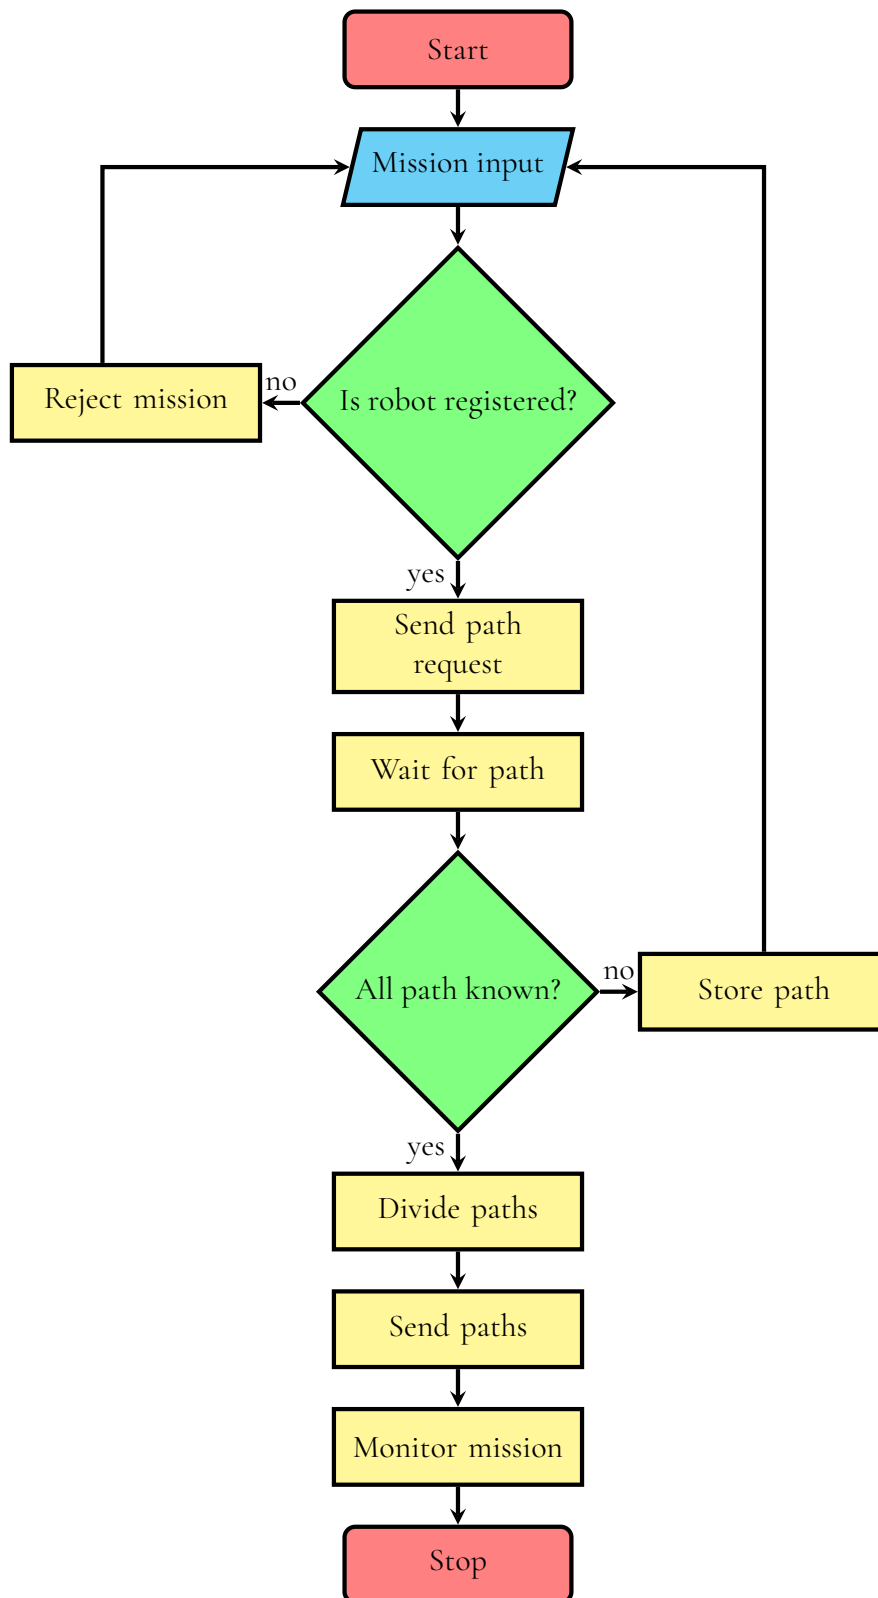 Start
Mission input
Is robot registered?
no
Reject mission
yes
Send path
request
Wait for path
All path known?
no
Store path
yes
Divide paths
Send paths
Monitor mission
Stop